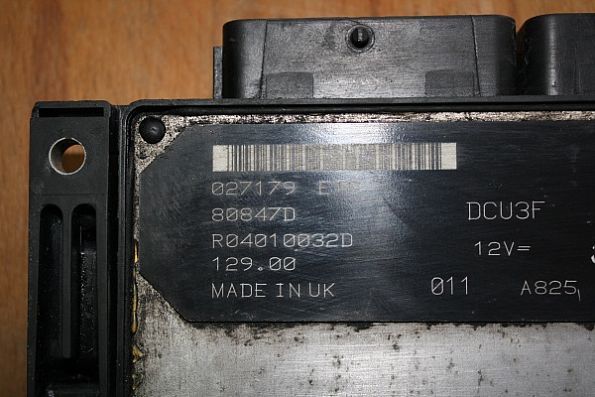 027179
80847D
R04010032D
129.00
MADE IN UK
DCU3F
12V=
011 A825